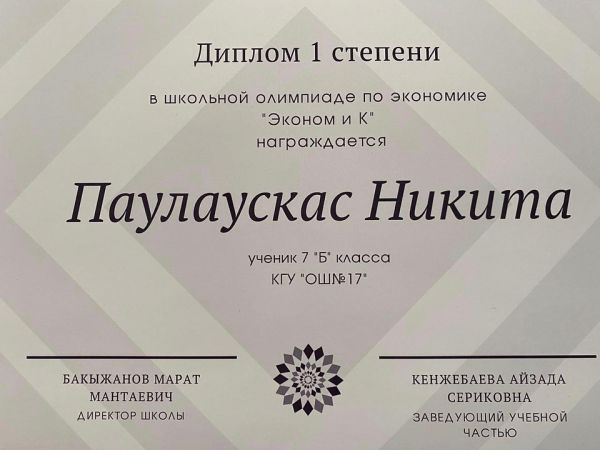 Диплом 1 степени
в школьной олимпиаде по экономике
"Эконом и К"
награждается
Паулаускас Никита
ученик 7 "Б" класса
КГУ "ОШ№17"
БАКЫЖАНОВ МАРАТ
МАНТАЕВИЧ
ДИРЕКТОР ШКОЛЫ
КЕНЖЕБАЕВА АЙЗАДА
СЕРИКОВНА
ЗАВЕДУЮЩИЙ УЧЕБНОЙ
ЧАСТЬЮ